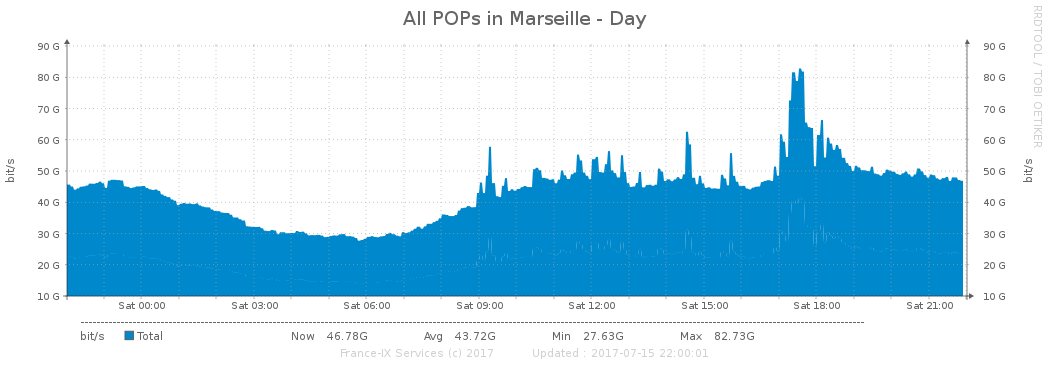 All POPs in Marseille - Day
RRDTOOL / TOBI OETIKER
90 G 90 G
80 G 80 G
70 G 70 G
60 G 60 G
50 G 50 G
40 G 40 G
30 G 30 G
20 G 20 G
10 G 10 G
bit/s
bit/s
Sat 00:00 Sat 03:00 Sat 06:00 Sat 09:00 Sat 12:00 Sat 15:00 Sat 18:00 Sat 21:00
bit/s Total Now 46.78G Avg 43.72G Min 27.63G Max 82.73G
France-IX Services (c) 2017 Updated : 2017-07-15 22:00:01